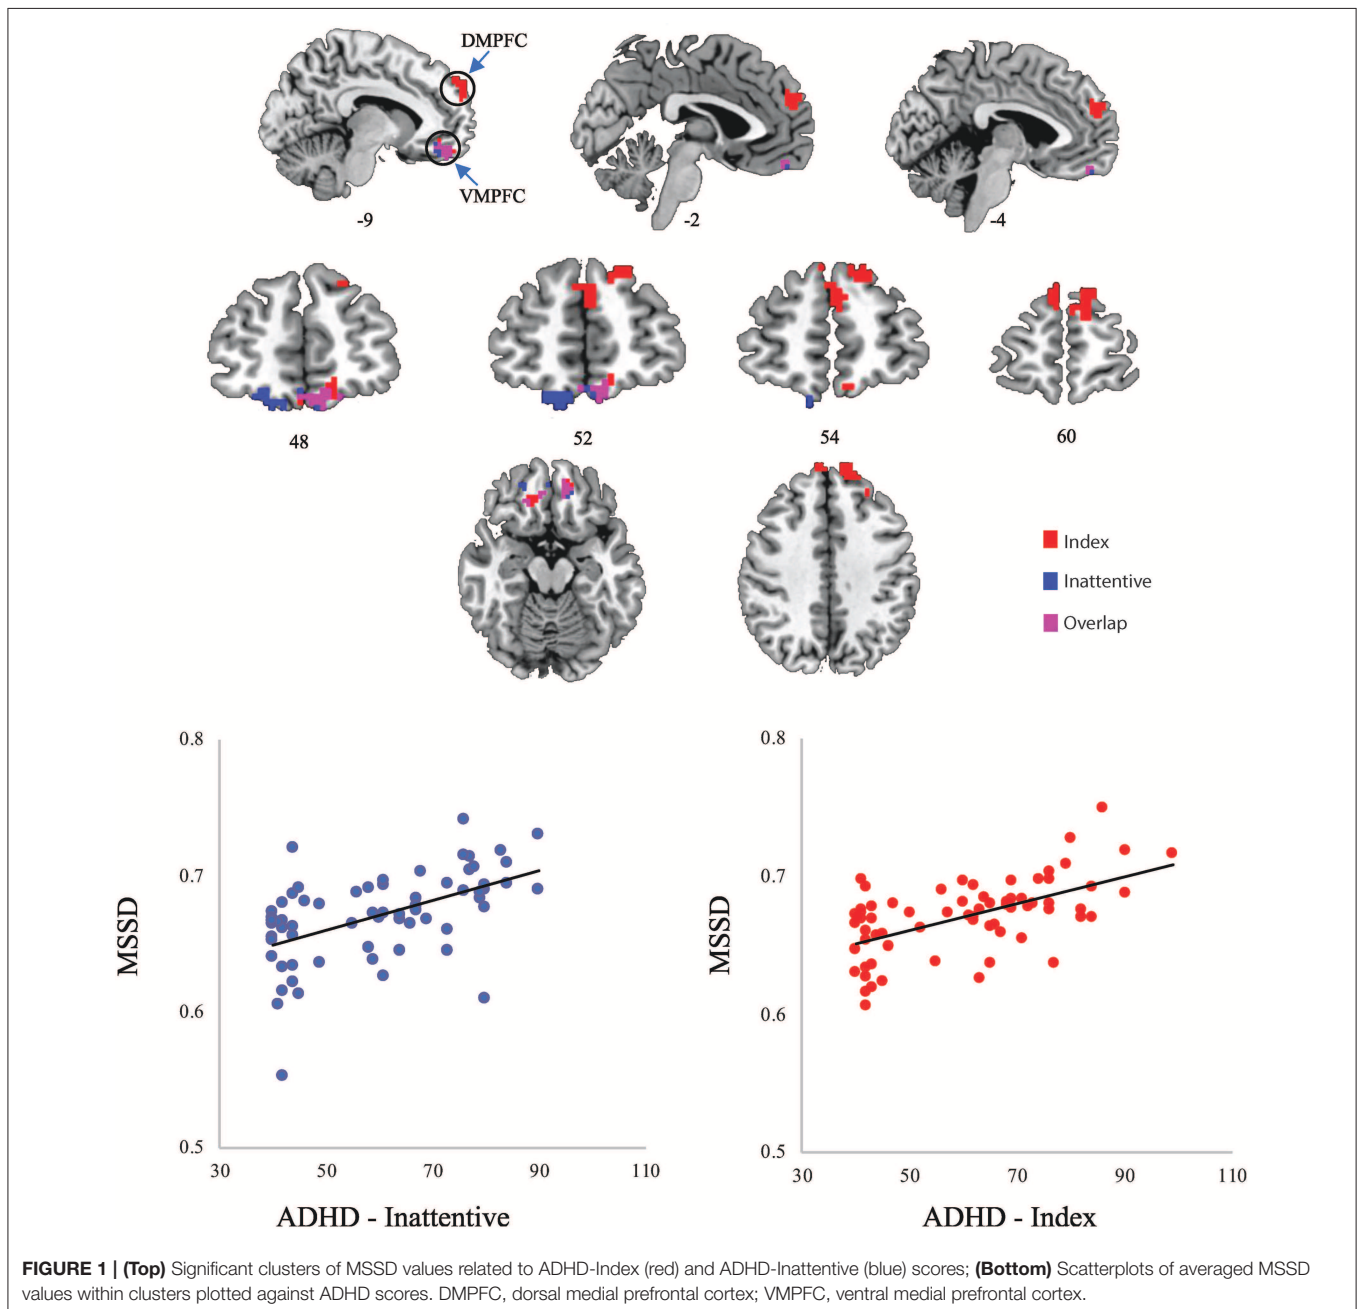 DMPFC
VMPFC
-9
-2
-4
48
52
54
60
Index
Inattentive
Overlap
0.8
0.7
0.6
0.5
MSSD
30 50 70 90 110
ADHD - Inattentive
0.8
0.7
0.6
0.5
MSSD
30 50 70 90 110
ADHD - Index
FIGURE 1 | (Top) Significant clusters of MSSD values related to ADHD-Index (red) and ADHD-Inattentive (blue) scores; (Bottom) Scatterplots of averaged MSSD
values within clusters plotted against ADHD scores. DMPFC, dorsal medial prefrontal cortex; VMPFC, ventral medial prefrontal cortex.